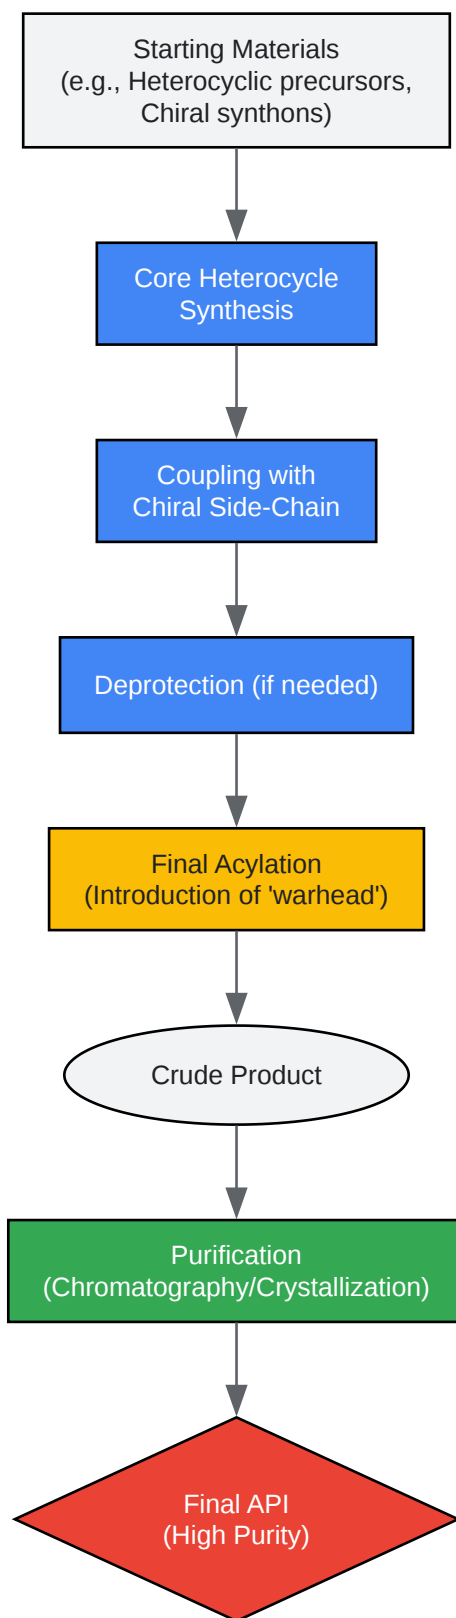 Starting Materials
(e.g., Heterocyclic precursors,
Chiral synthons)
Core Heterocycle
Synthesis
Coupling with
Chiral Side-Chain
Deprotection (if needed)
Final Acylation
(Introduction of 'warhead')
Crude Product
Purification
(Chromatography/Crystallization)
Final API
(High Purity)